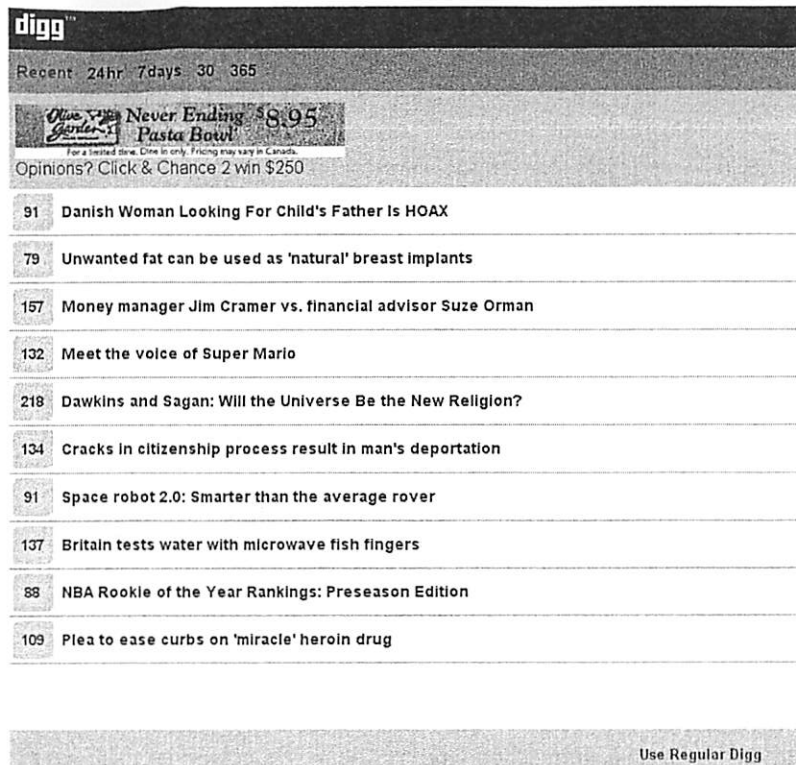 digg™
Recent 24hr 7days 30 365
Olive Garden Never Ending Pasta Bowl $8.95
For a limited time. Dine in only. Pricing may vary in Canada.
Opinions? Click & Chance 2 win $250
91 Danish Woman Looking For Child's Father Is HOAX
79 Unwanted fat can be used as 'natural' breast implants
157 Money manager Jim Cramer vs. financial advisor Suze Orman
132 Meet the voice of Super Mario
218 Dawkins and Sagan: Will the Universe Be the New Religion?
134 Cracks in citizenship process result in man's deportation
91 Space robot 2.0: Smarter than the average rover
137 Britain tests water with microwave fish fingers
88 NBA Rookie of the Year Rankings: Preseason Edition
109 Plea to ease curbs on 'miracle' heroin drug
Use Regular Digg